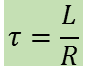 τ = L/R